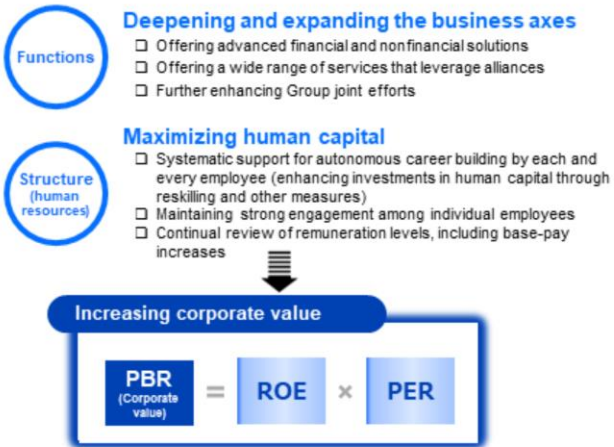 Functions
Deepening and expanding the business axes
❑ Offering advanced financial and nonfinancial solutions
❑ Offering a wide range of services that leverage alliances
❑ Further enhancing Group joint efforts
Structure
(human
resources)
Maximizing human capital
❑ Systematic support for autonomous career building by each and
every employee (enhancing investments in human capital through
reskilling and other measures)
❑ Maintaining strong engagement among individual employees
❑ Continual review of remuneration levels, including base-pay
increases
Increasing corporate value
PBR
(Corporate
value)
= ROE × PER